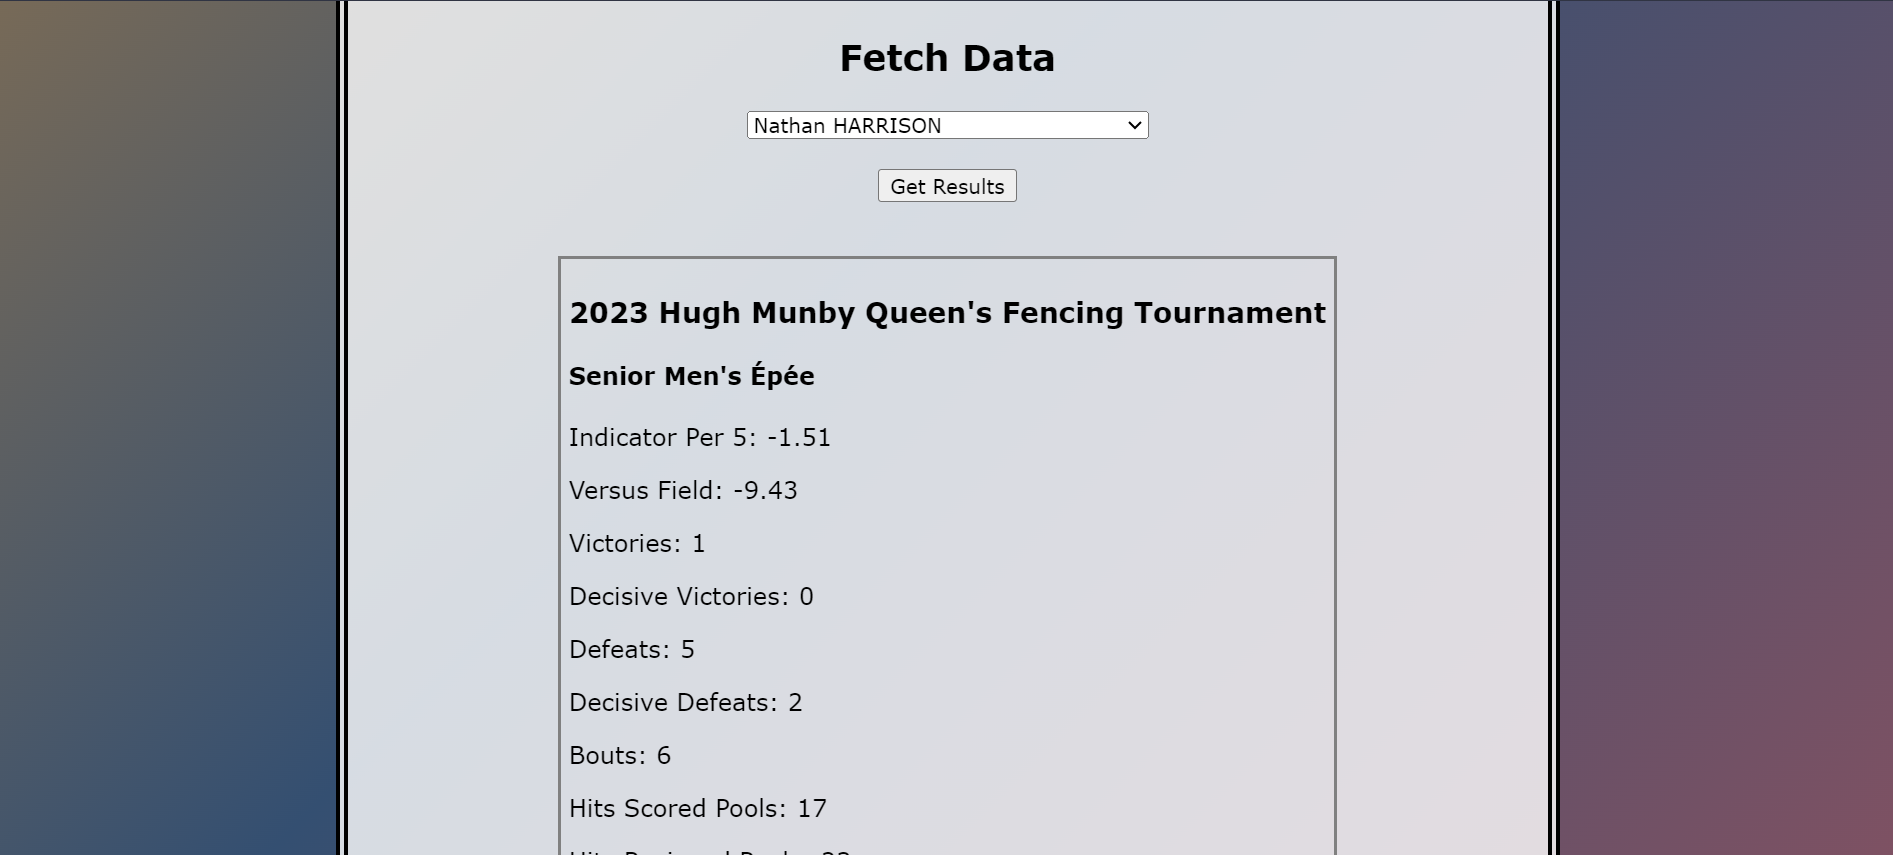 Fetch Data
Nathan HARRISON
Get Results
2023 Hugh Munby Queen's Fencing Tournament
Senior Men's Épée
Indicator Per 5: -1.51
Versus Field: -9.43
Victories: 1
Decisive Victories: 0
Defeats: 5
Decisive Defeats: 2
Bouts: 6
Hits Scored Pools: 17